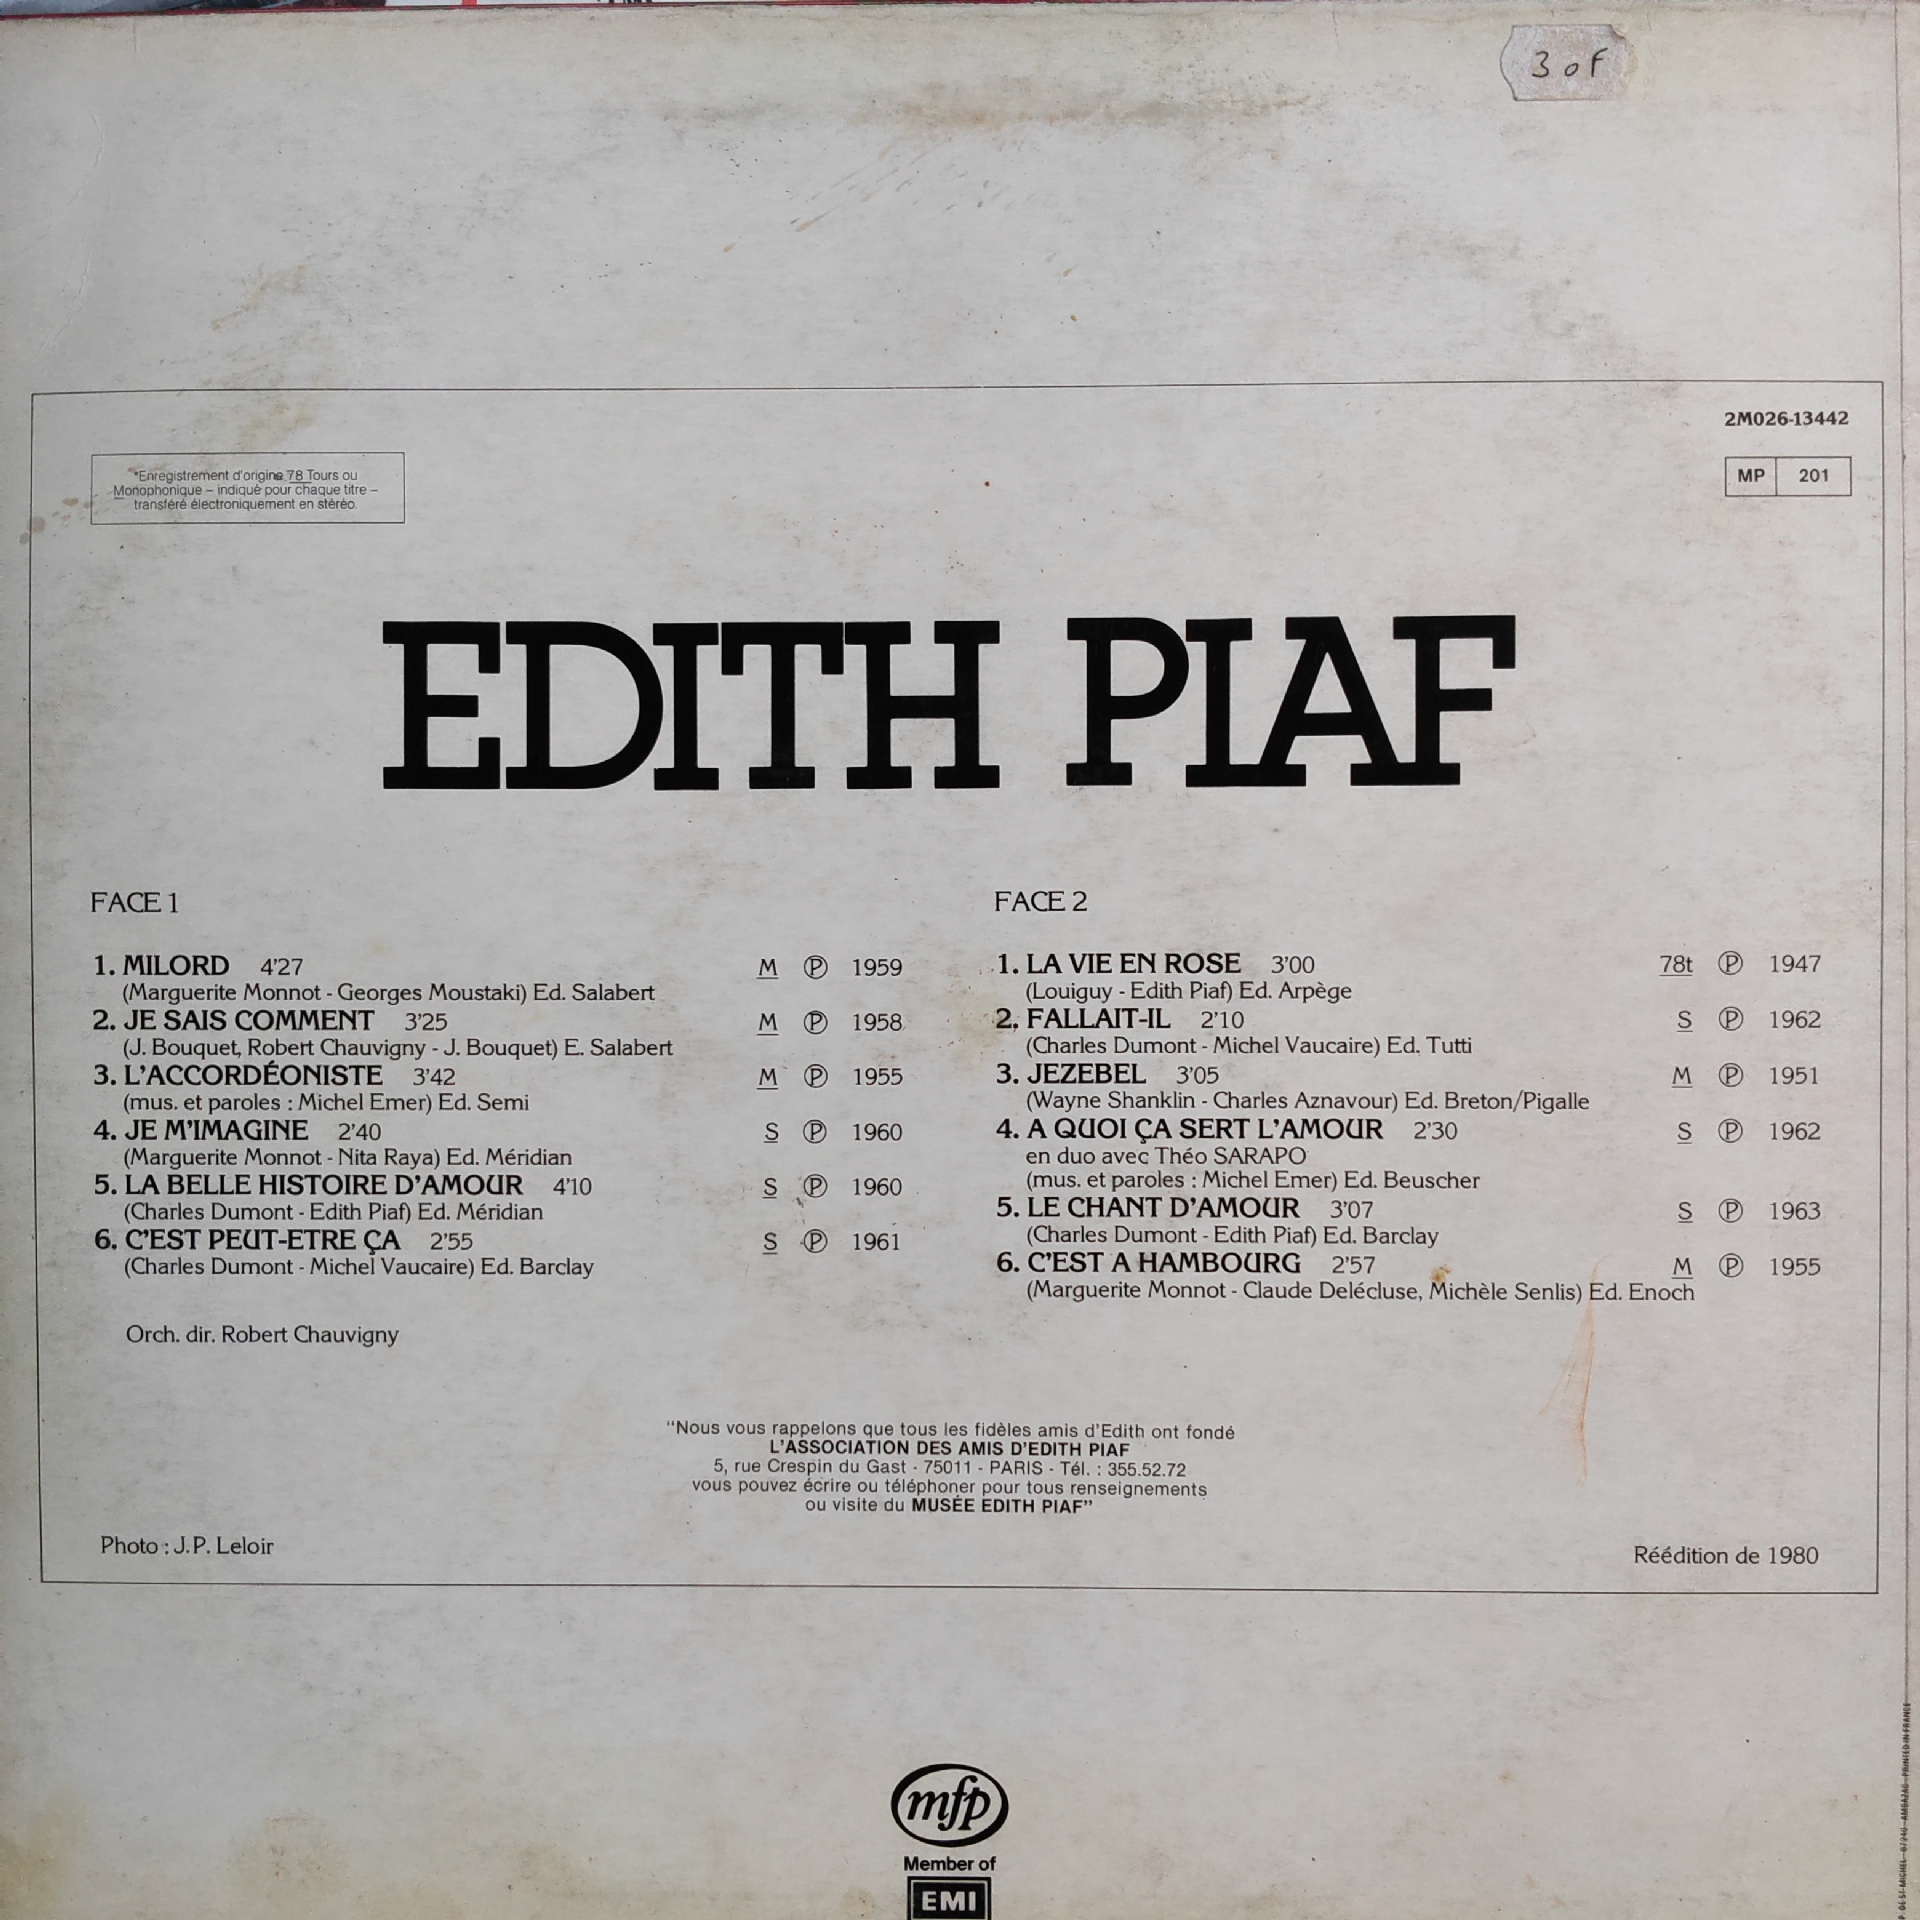 3 of
2M026-13442
MP 201
*Enregistrement d'origine 78 Tours ou
Monophonique – indiqué pour chaque titre –
transféré électroniquement en stéréo.
EDITH PIAF
FACE 1
1. MILORD 4'27 M Ⓟ 1959
(Marguerite Monnot - Georges Moustaki) Ed. Salabert
2. JE SAIS COMMENT 3'25 M Ⓟ 1958
(J. Bouquet, Robert Chauvigny - J. Bouquet) E. Salabert
3. L'ACCORDÉONISTE 3'42 M Ⓟ 1955
(mus. et paroles : Michel Emer) Ed. Semi
4. JE M'IMAGINE 2'40 S Ⓟ 1960
(Marguerite Monnot - Nita Raya) Ed. Méridian
5. LA BELLE HISTOIRE D'AMOUR 4'10 S Ⓟ 1960
(Charles Dumont - Edith Piaf) Ed. Méridian
6. C'EST PEUT-ETRE ÇA 2'55 S Ⓟ 1961
(Charles Dumont - Michel Vaucaire) Ed. Barclay
Orch. dir. Robert Chauvigny
FACE 2
1. LA VIE EN ROSE 3'00 78t Ⓟ 1947
(Louiguy - Edith Piaf) Ed. Arpège
2. FALLAIT-IL 2'10 S Ⓟ 1962
(Charles Dumont - Michel Vaucaire) Ed. Tutti
3. JEZEBEL 3'05 M Ⓟ 1951
(Wayne Shanklin - Charles Aznavour) Ed. Breton/Pigalle
4. A QUOI ÇA SERT L'AMOUR 2'30 S Ⓟ 1962
en duo avec Théo SARAPO
(mus. et paroles : Michel Emer) Ed. Beuscher
5. LE CHANT D'AMOUR 3'07 S Ⓟ 1963
(Charles Dumont - Edith Piaf) Ed. Barclay
6. C'EST A HAMBOURG 2'57 M Ⓟ 1955
(Marguerite Monnot - Claude Delécluse, Michèle Senlis) Ed. Enoch
"Nous vous rappelons que tous les fidèles amis d'Edith ont fondé
L'ASSOCIATION DES AMIS D'EDITH PIAF
5, rue Crespin du Gast - 75011 - PARIS - Tél. : 355.52.72
vous pouvez écrire ou téléphoner pour tous renseignements
ou visite du MUSÉE EDITH PIAF"
Photo : J.P. Leloir
Réédition de 1980
mfp
Member of
EMI
PRINTED IN FRANCE